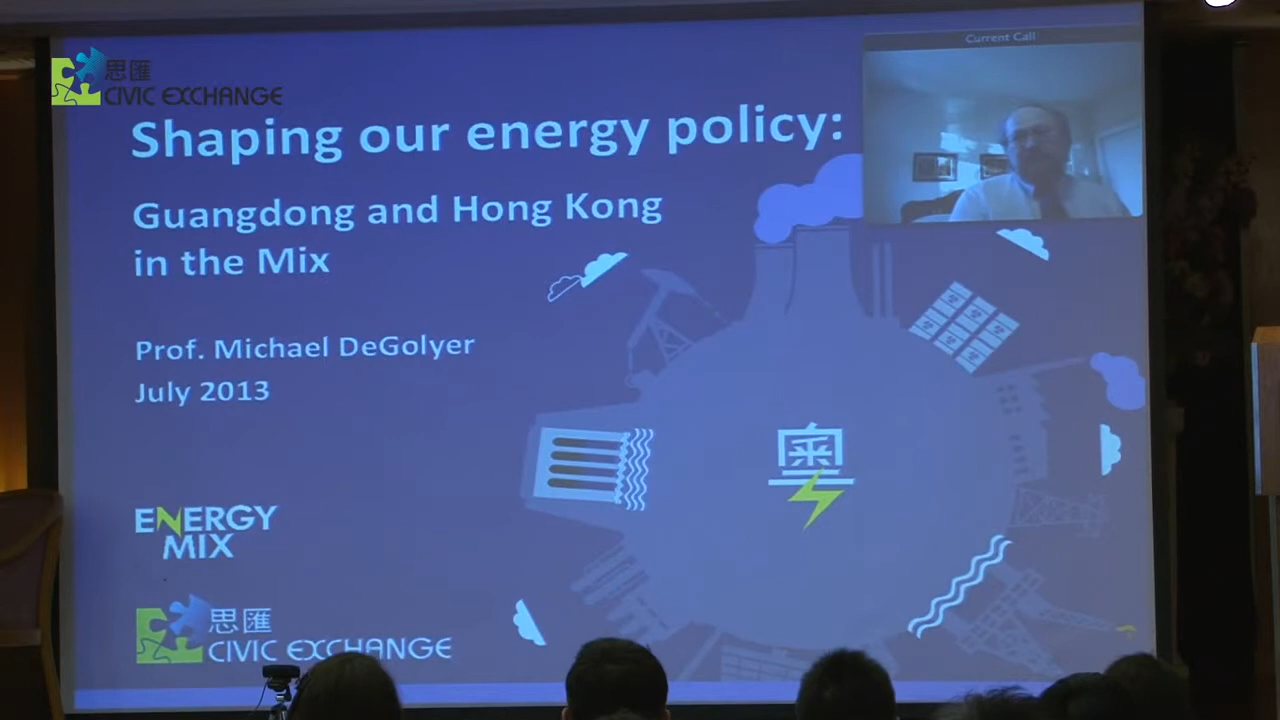 思匯
CIVIC EXCHANGE
Current Call
Shaping our energy policy:
Guangdong and Hong Kong
in the Mix
Prof. Michael DeGolyer
July 2013
粵
ENERGY
MIX
思匯
CIVIC EXCHANGE